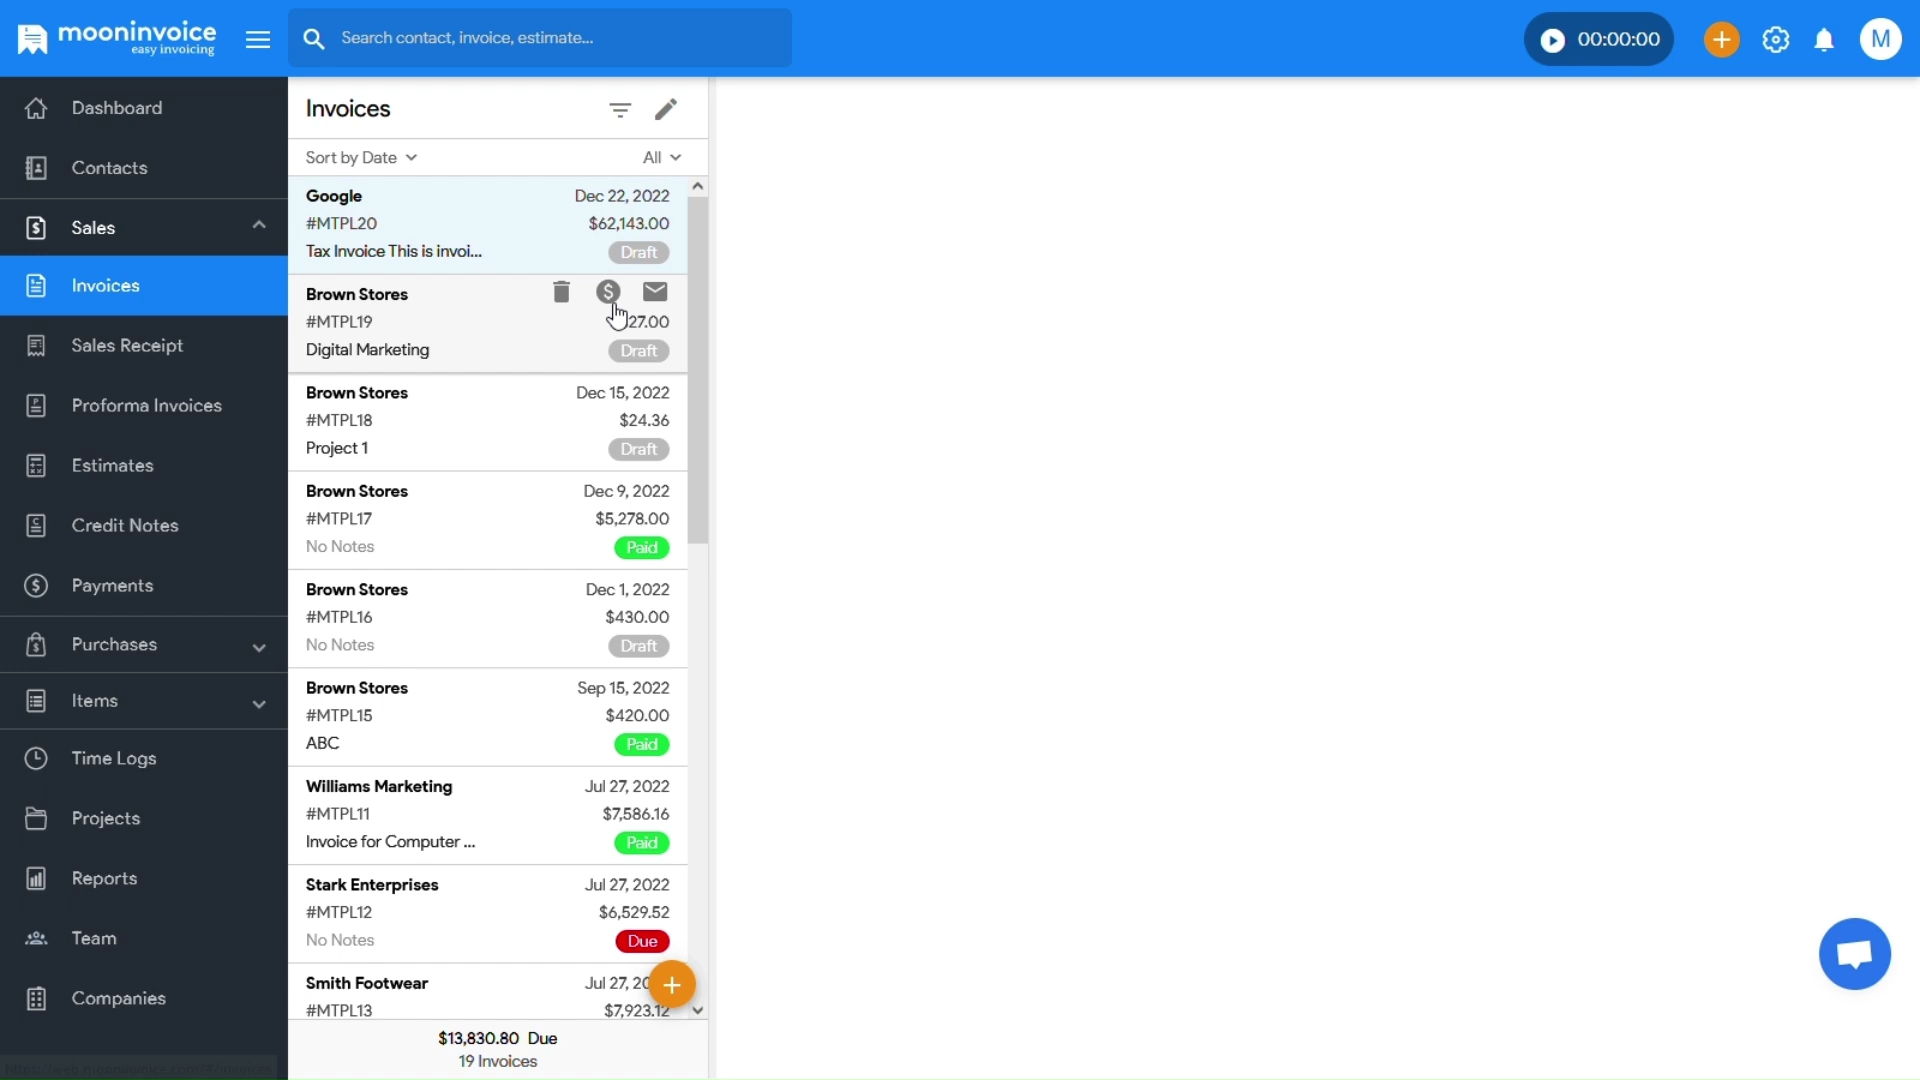 mooninvoice
easy invoicing
Search contact, invoice, estimate...
00:00:00
M
Dashboard
Contacts
Sales
Invoices
Sales Receipt
Proforma Invoices
Estimates
Credit Notes
Payments
Purchases
Items
Time Logs
Projects
Reports
Team
Companies
Invoices
Sort by Date
All
Google
Dec 22, 2022
#MTPL20
$62,143.00
Tax Invoice This is invoi...
Draft
Brown Stores
#MTPL19
27.00
Digital Marketing
Draft
Brown Stores
Dec 15, 2022
#MTPL18
$24.36
Project 1
Draft
Brown Stores
Dec 9, 2022
#MTPL17
$5,278.00
No Notes
Paid
Brown Stores
Dec 1, 2022
#MTPL16
$430.00
No Notes
Draft
Brown Stores
Sep 15, 2022
#MTPL15
$420.00
ABC
Paid
Williams Marketing
Jul 27, 2022
#MTPL11
$7,586.16
Invoice for Computer ...
Paid
Stark Enterprises
Jul 27, 2022
#MTPL12
$6,529.52
No Notes
Due
Smith Footwear
Jul 27, 20
#MTPL13
$7,923.12
$13,830.80 Due
19 Invoices